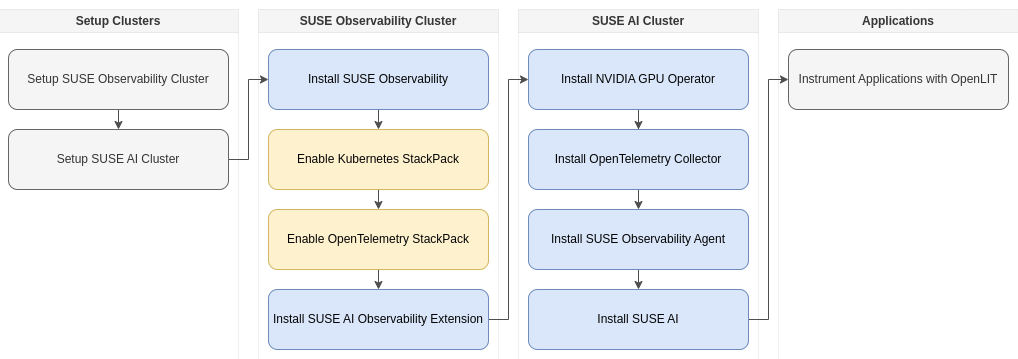 Setup Clusters
Setup SUSE Observability Cluster
Setup SUSE AI Cluster
SUSE Observability Cluster
Install SUSE Observability
Enable Kubernetes StackPack
Enable OpenTelemetry StackPack
Install SUSE AI Observability Extension
SUSE AI Cluster
Install NVIDIA GPU Operator
Install OpenTelemetry Collector
Install SUSE Observability Agent
Install SUSE AI
Applications
Instrument Applications with OpenLIT